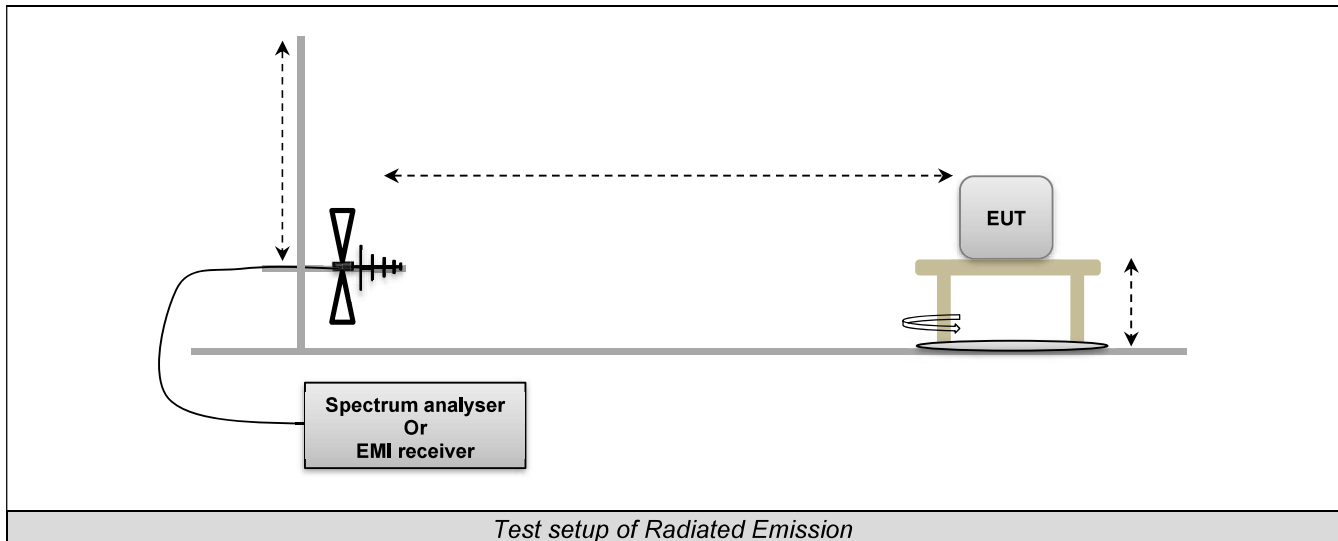 EUT
Spectrum analyser
Or
EMI receiver
Test setup of Radiated Emission